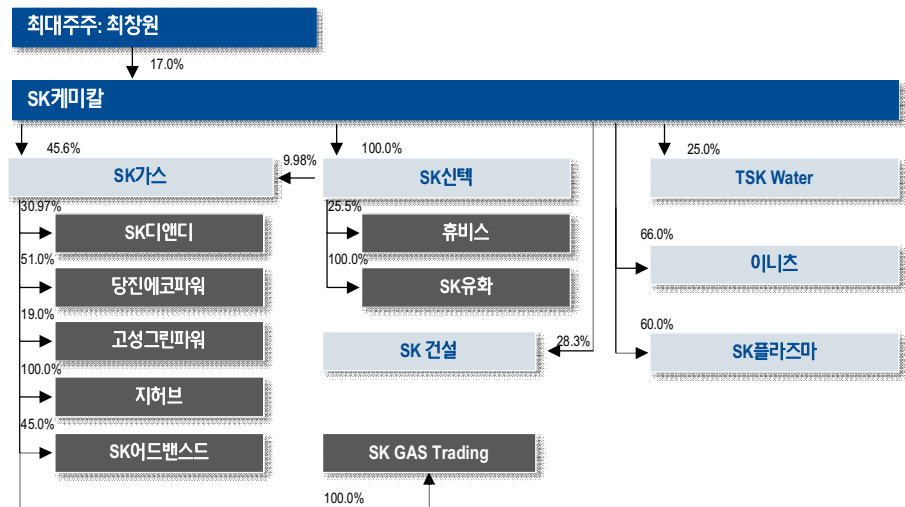 최대주주: 최창원
17.0%
SK케미칼
45.6%
100.0%
25.0%
SK가스
9.98%
SK신텍
TSK Water
30.97%
SK디앤디
25.5%
휴비스
66.0%
이니츠
51.0%
당진에코파워
100.0%
SK유화
19.0%
고성그린파워
SK 건설
28.3%
60.0%
SK플라즈마
100.0%
지허브
45.0%
SK어드밴스드
SK GAS Trading
100.0%